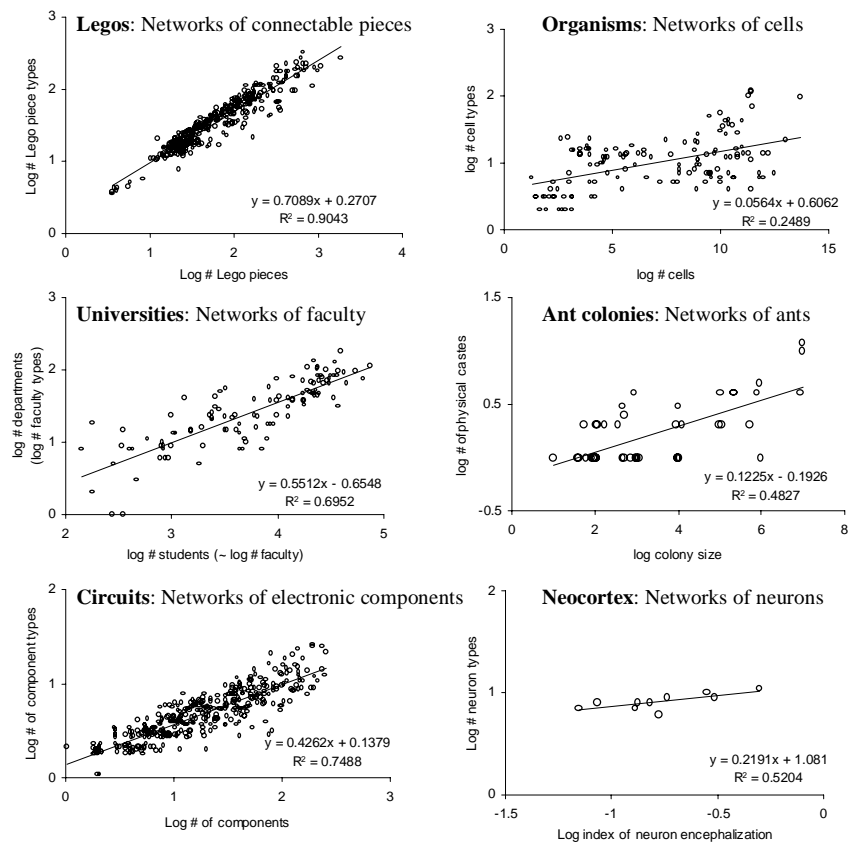 Legos: Networks of connectable pieces
Log # Lego piece types
3
2
1
0
y = 0.7089x + 0.2707
R² = 0.9043
0 1 2 3 4
Log # Lego pieces
Organisms: Networks of cells
log # cell types
3
2
1
0
y = 0.0564x + 0.6062
R² = 0.2489
0 5 10 15
log # cells
Universities: Networks of faculty
log # departments
(log # faculty types)
3
2
1
0
y = 0.5512x - 0.6548
R² = 0.6952
2 3 4 5
log # students (~ log # faculty)
Ant colonies: Networks of ants
log # ofphysical castes
1.5
0.5
-0.5
y = 0.1225x - 0.1926
R² = 0.4827
0 2 4 6 8
log colony size
Circuits: Networks of electronic components
Log # of component types
2
1
0
y = 0.4262x + 0.1379
R² = 0.7488
0 1 2 3
Log # of components
Neocortex: Networks of neurons
Log # neuron types
2
1
0
y = 0.2191x + 1.081
R² = 0.5204
-1.5 -1 -0.5 0
Log index of neuron encephalization